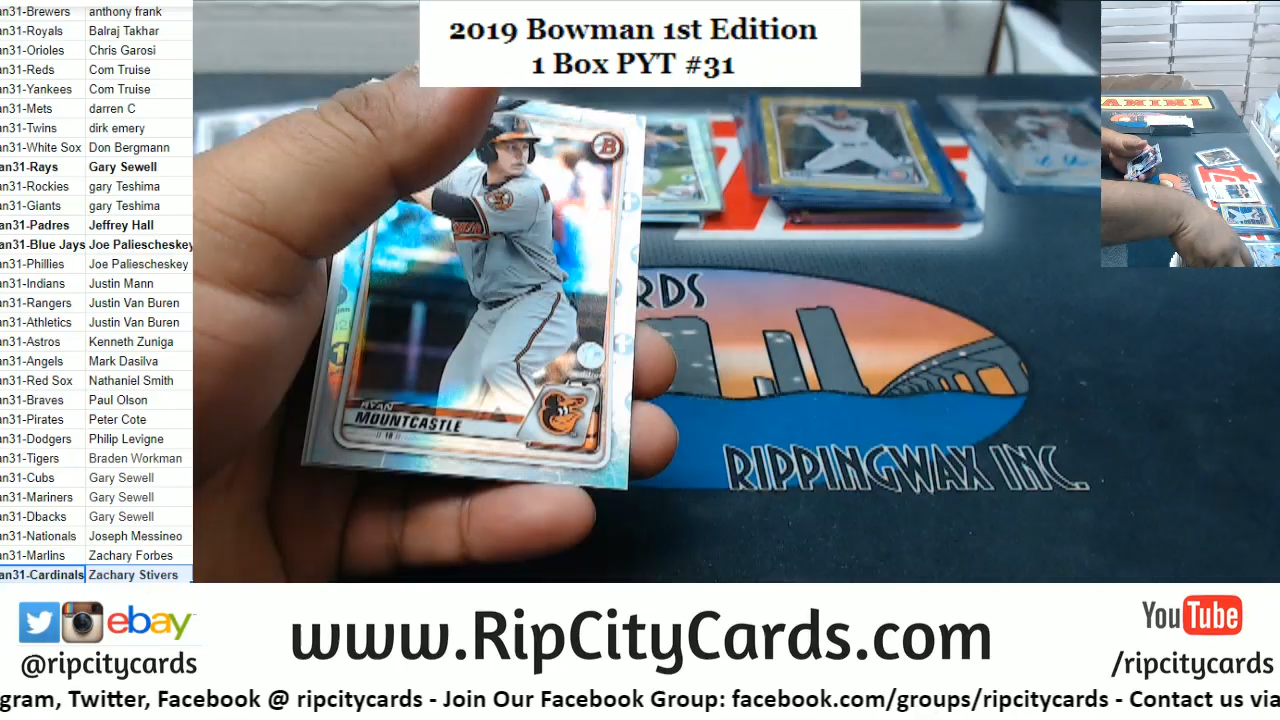 2019 Bowman 1st Edition
1 Box PYT #31
an31-Brewers anthony frank
an31-Royals Balraj Takhar
an31-Orioles Chris Garosi
an31-Reds Com Truise
an31-Yankees Com Truise
an31-Mets darren C
an31-Twins dirk emery
an31-White Sox Don Bergmann
an31-Rays Gary Sewell
an31-Rockies gary Teshima
an31-Giants gary Teshima
an31-Padres Jeffrey Hall
an31-Blue Jays Joe Paliescheskey
an31-Phillies Joe Paliescheskey
an31-Indians Justin Mann
an31-Rangers Justin Van Buren
an31-Athletics Justin Van Buren
an31-Astros Kenneth Zuniga
an31-Angels Mark Dasilva
an31-Red Sox Nathaniel Smith
an31-Braves Paul Olson
an31-Pirates Peter Cote
an31-Dodgers Philip Levigne
an31-Tigers Braden Workman
an31-Cubs Gary Sewell
an31-Mariners Gary Sewell
an31-Dbacks Gary Sewell
an31-Nationals Joseph Messineo
an31-Marlins Zachary Forbes
an31-Cardinals Zachary Stivers
B
RYAN
MOUNTCASTLE
RDS
RIPPINGWAX INC.
ebay
@ripcitycards
www.RipCityCards.com
YouTube
/ripcitycards
gram, Twitter, Facebook @ ripcitycards - Join Our Facebook Group: facebook.com/groups/ripcitycards - Contact us via